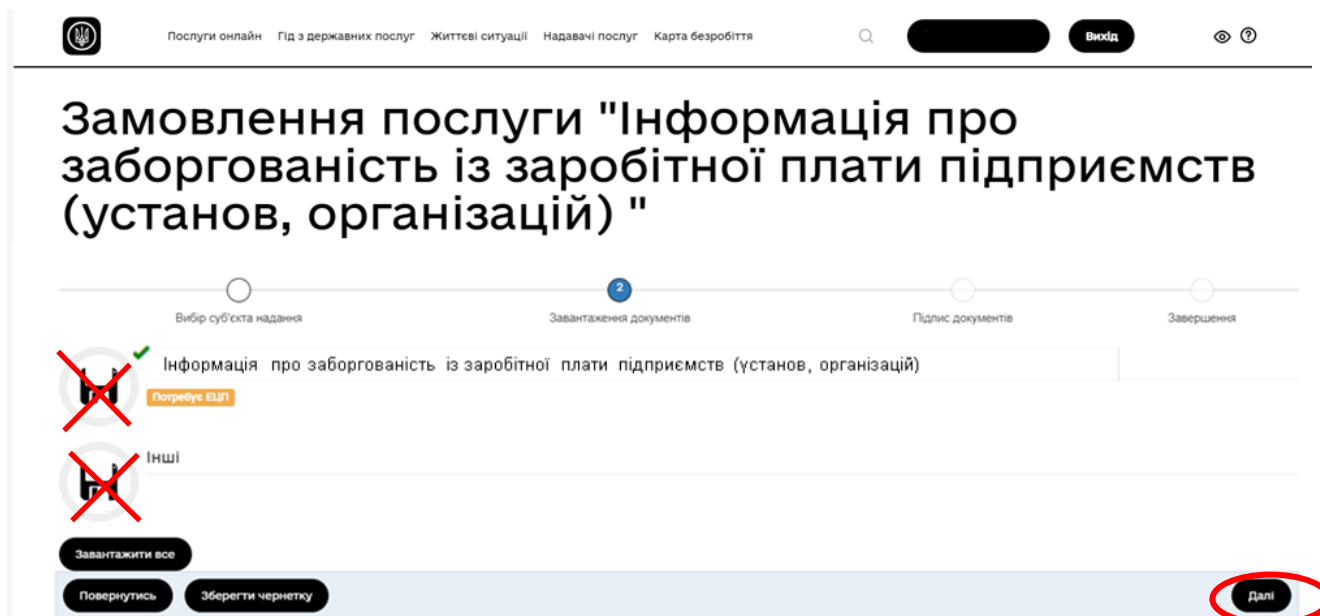 Послуги онлайн Гід з державних послуг Життєві ситуації Надавачі послуг Карта безробіття Вихід
Замовлення послуги "Інформація про
заборгованість із заробітної плати підприємств
(установ, організацій) "
2
Вибір суб'єкта надання Завантаження документів Підпис документів Завершення
Інформація про заборгованість із заробітної плати підприємств (установ, організацій)
Потребує ЕЦП
Інші
Завантажити все
Повернутись Зберегти чернетку Далі